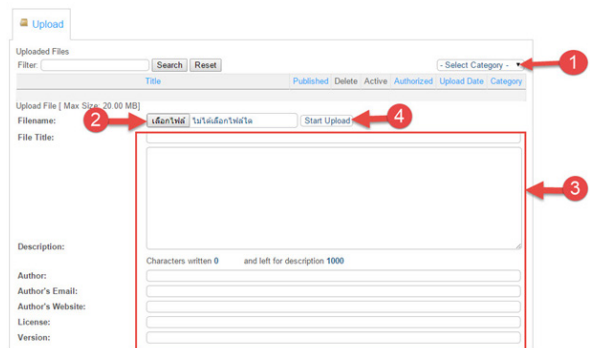 Upload
Uploaded Files
Filter: Search Reset - Select Category - 1
Title Published Delete Active Authorized Upload Date Category
Upload File [ Max Size: 20.00 MB]
Filename: 2 เลือกไฟล์ ไม่ได้เลือกไฟล์ใด Start Upload 4
File Title:
3
Description:
Characters written 0 and left for description 1000
Author:
Author's Email:
Author's Website:
License:
Version: